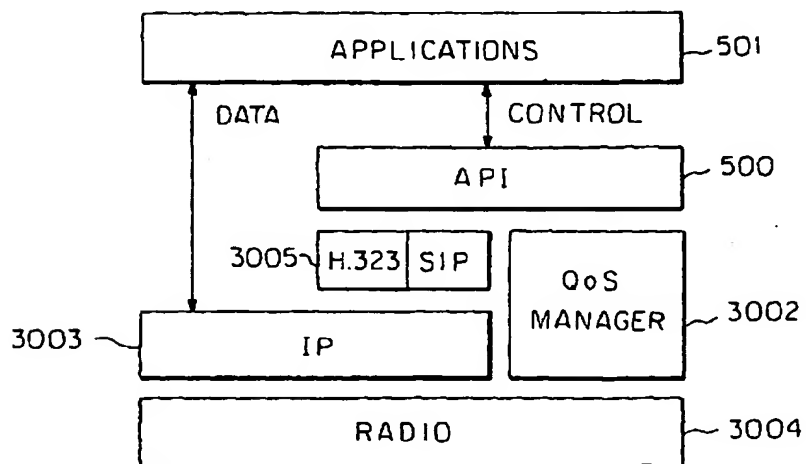 APPLICATIONS
501
DATA
CONTROL
API
500
3005
H.323
SIP
QoS
MANAGER
3002
3003
IP
RADIO
3004